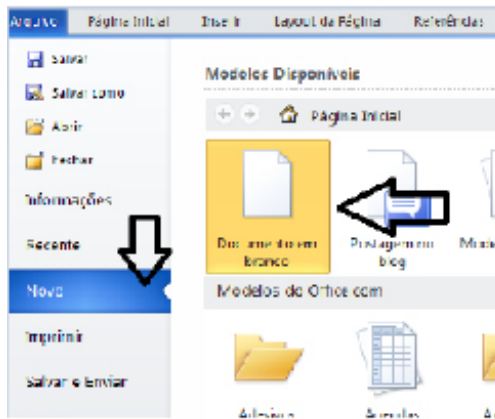 Arquivo Página Inicial Inserir Layout da Página Referências
Salvar
Salvar como
Abrir
Fechar
Informações
Recente
Novo
Imprimir
Salvar e Enviar
Modelos Disponíveis
Página Inicial
Documento em
branco
Postagem no
blog
Modelos do Office.com
Agendas